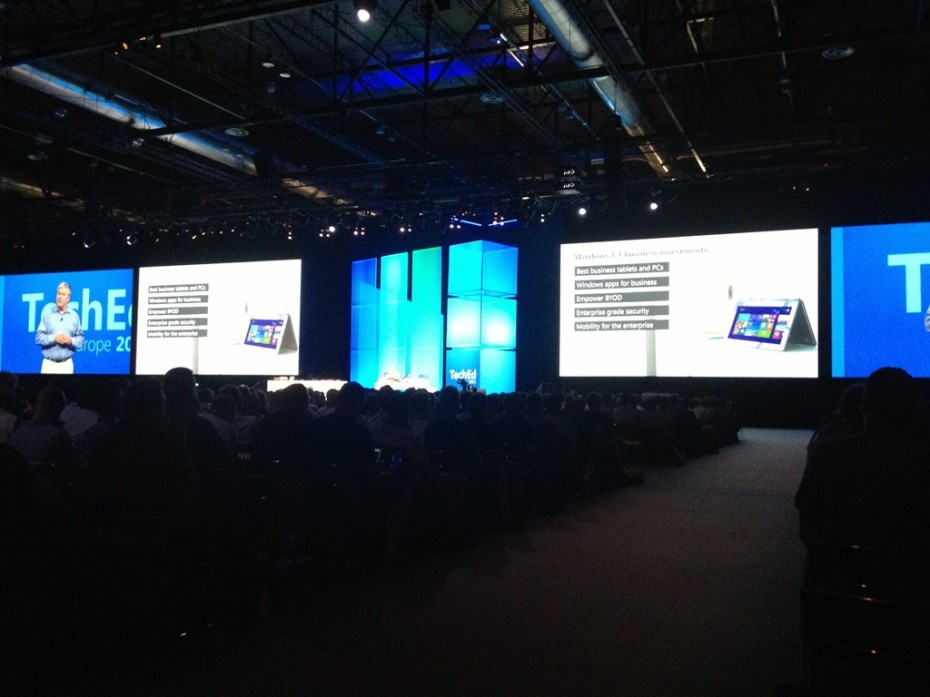 TechEd
Europe 20
Best business tablets and PCs
Windows apps for business
Empower BYOD
Enterprise grade security
Mobility for the enterprise
TechEd
Windows 8.1 business investments
Best business tablets and PCs
Windows apps for business
Empower BYOD
Enterprise grade security
Mobility for the enterprise
T